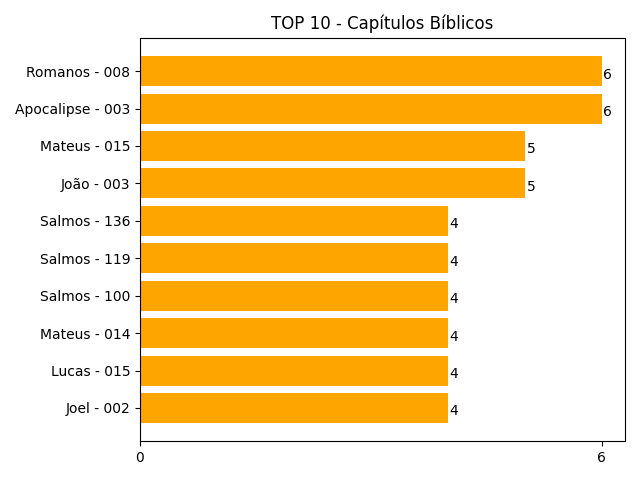 TOP 10 - Capítulos Bíblicos
Romanos - 008 6
Apocalipse - 003 6
Mateus - 015 5
João - 003 5
Salmos - 136 4
Salmos - 119 4
Salmos - 100 4
Mateus - 014 4
Lucas - 015 4
Joel - 002 4
0 6